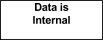 Data is
Internal